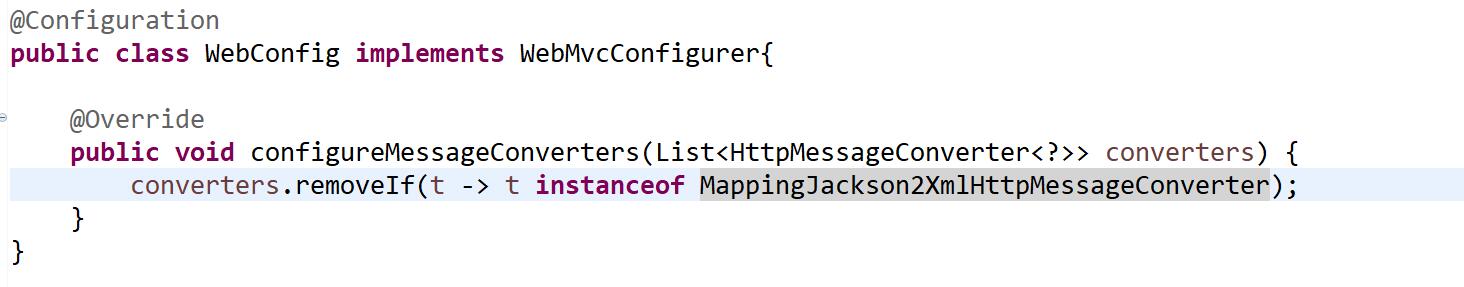 @Configuration
public class WebConfig implements WebMvcConfigurer{
@Override
public void configureMessageConverters(List<HttpMessageConverter<?>> converters) {
converters.removeIf(t -> t instanceof MappingJackson2XmlHttpMessageConverter);
}
}